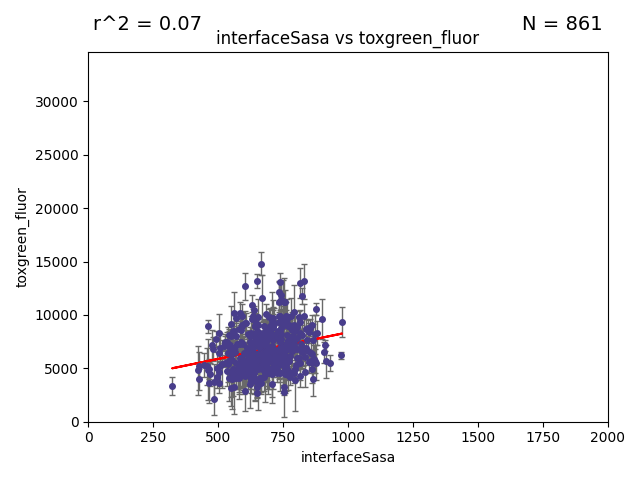 r^2 = 0.07
N = 861
interfaceSasa vs toxgreen_fluor
30000
25000
20000
15000
10000
5000
0
toxgreen_fluor
0 250 500 750 1000 1250 1500 1750 2000
interfaceSasa